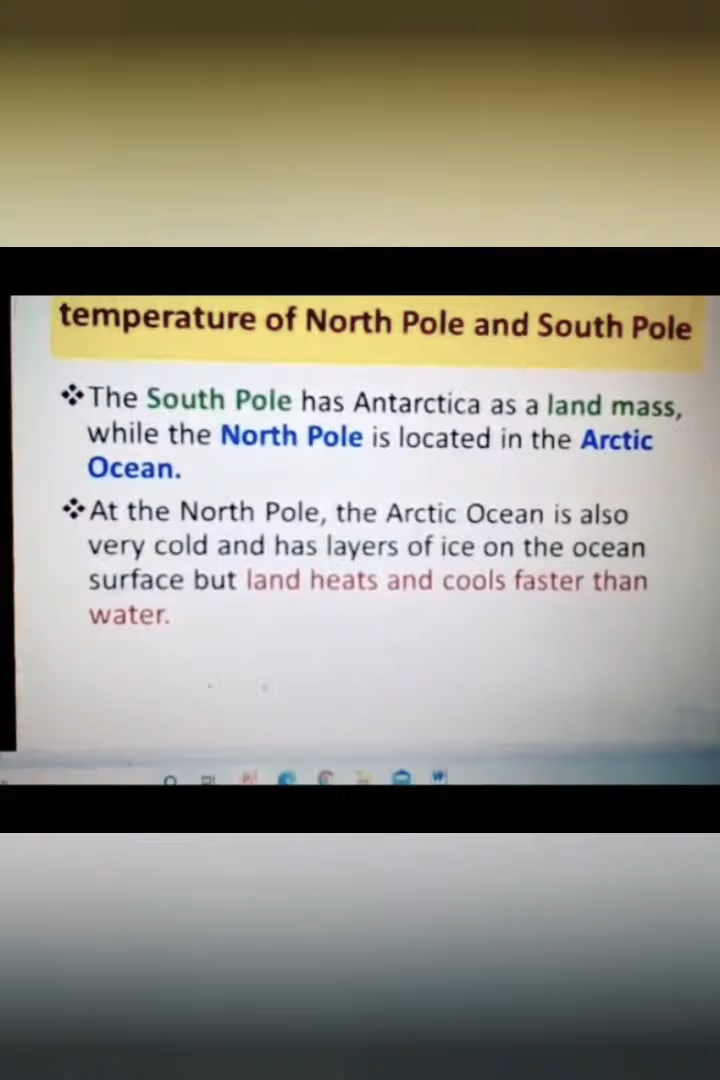 temperature of North Pole and South Pole
❖The South Pole has Antarctica as a land mass,
while the North Pole is located in the Arctic
Ocean.
❖At the North Pole, the Arctic Ocean is also
very cold and has layers of ice on the ocean
surface but land heats and cools faster than
water.